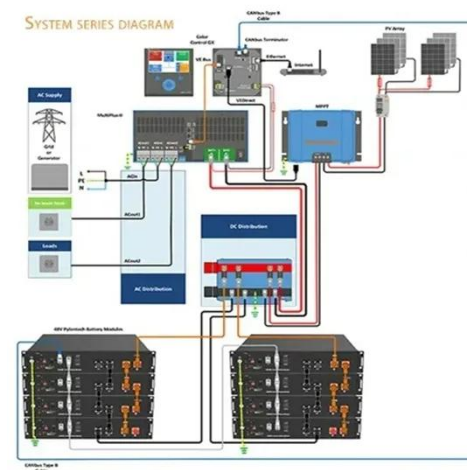 SYSTEM SERIES DIAGRAM
CANbus Type B
Cable
Color
Control GX
CANbus Terminator
PV Array
Ethernet
Internet
VE Bus
AC Supply
VE.Direct
MPPT
MultiPlus-II
Grid
or
Generator
L
PE
N
ACin
ACout1
Loads
ACout2
DC Distribution
AC Distribution
48V Pylontech Battery Modules
CANbus Type B